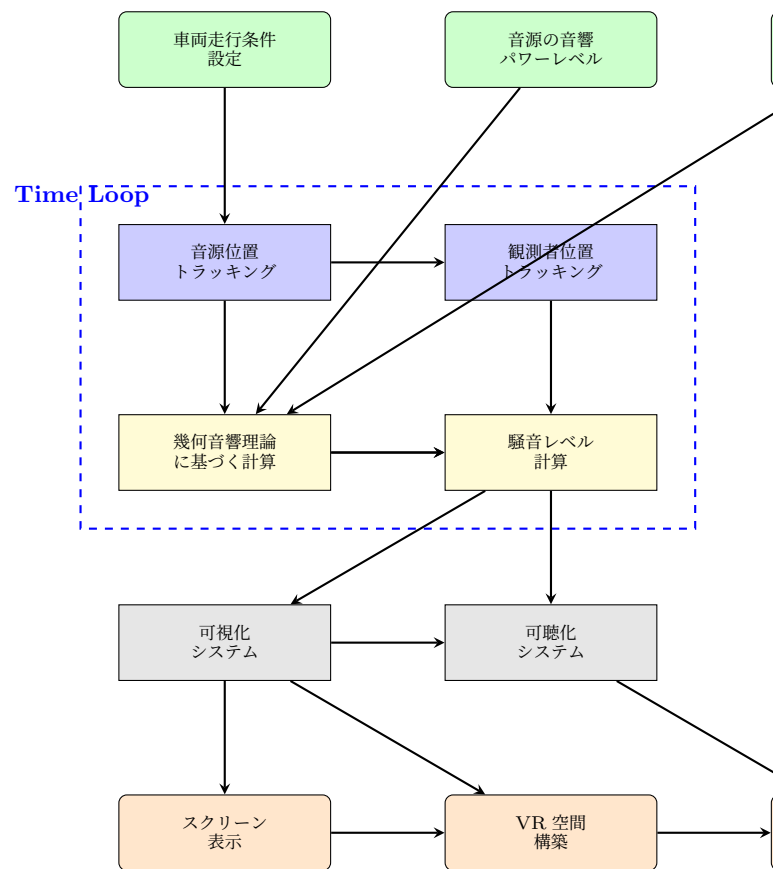 車両走行条件
設定
音源の音響
パワーレベル
Time Loop
音源位置
トラッキング
観測者位置
トラッキング
幾何音響理論
に基づく計算
騒音レベル
計算
可視化
システム
可聴化
システム
スクリーン
表示
VR 空間
構築